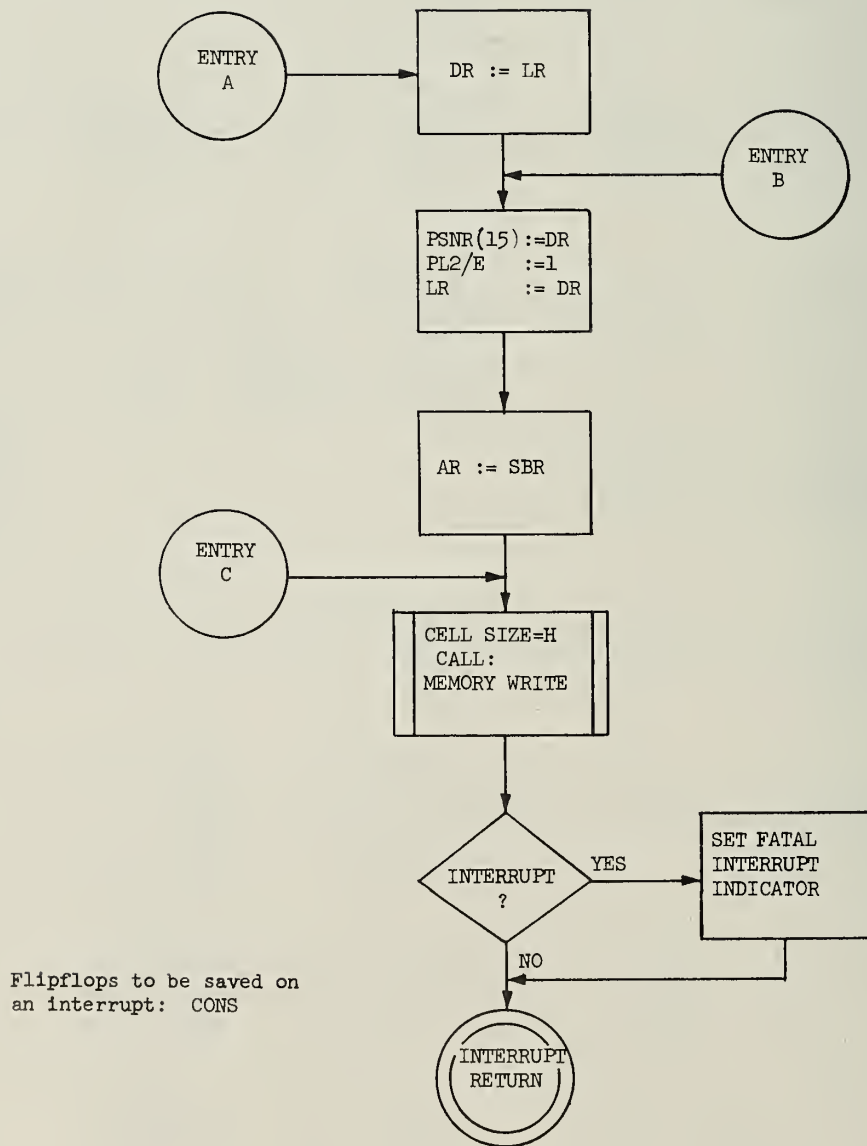 ENTRY
A
DR := LR
ENTRY
B
PSNR(15):=DR
PL2/E :=1
LR := DR
AR := SBR
ENTRY
C
CELL SIZE=H
CALL:
MEMORY WRITE
INTERRUPT
?
YES
SET FATAL
INTERRUPT
INDICATOR
NO
Flipflops to be saved on
an interrupt: CONS
INTERRUPT
RETURN